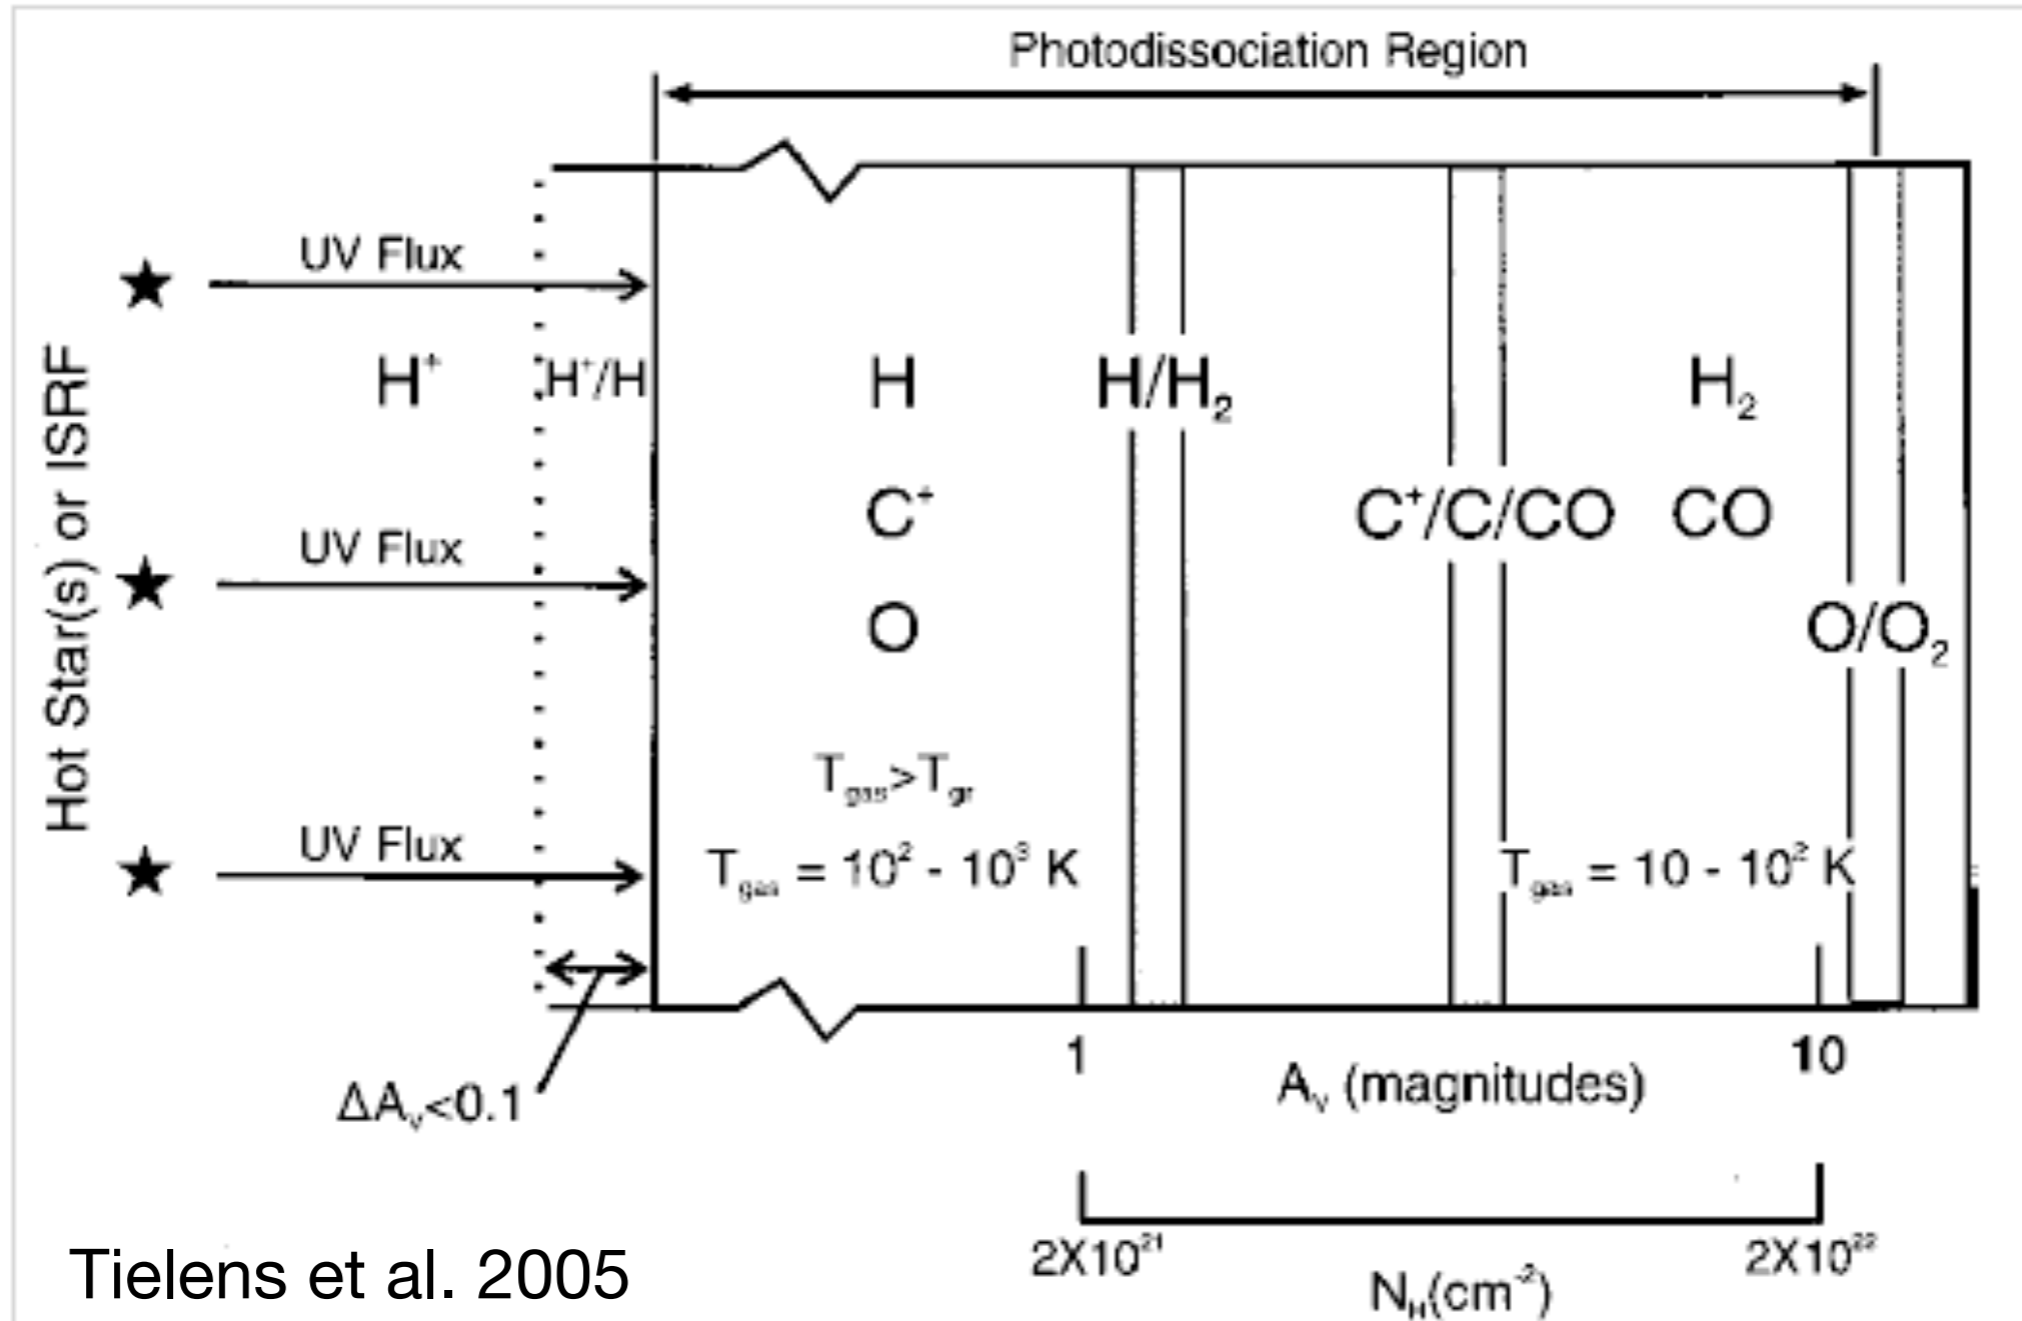 Photodissociation Region
Hot Star(s) or ISRF
UV Flux
H⁺
H⁺/H
H
H/H₂
H₂
C⁺
C⁺/C/CO
CO
UV Flux
O
O/O₂
T_gas>T_gr
UV Flux
T_gas = 10² - 10³ K
T_gas = 10 - 10² K
ΔA_v<0.1
1
A_v (magnitudes)
10
2X10²¹
2X10²²
N_H(cm⁻²)
Tielens et al. 2005